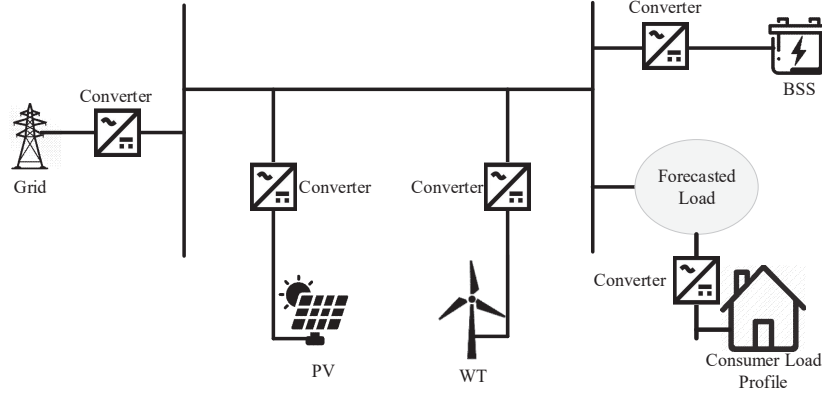 Converter
BSS
Converter
Grid
Converter
Converter
Forecasted
Load
Converter
PV
WT
Consumer Load
Profile